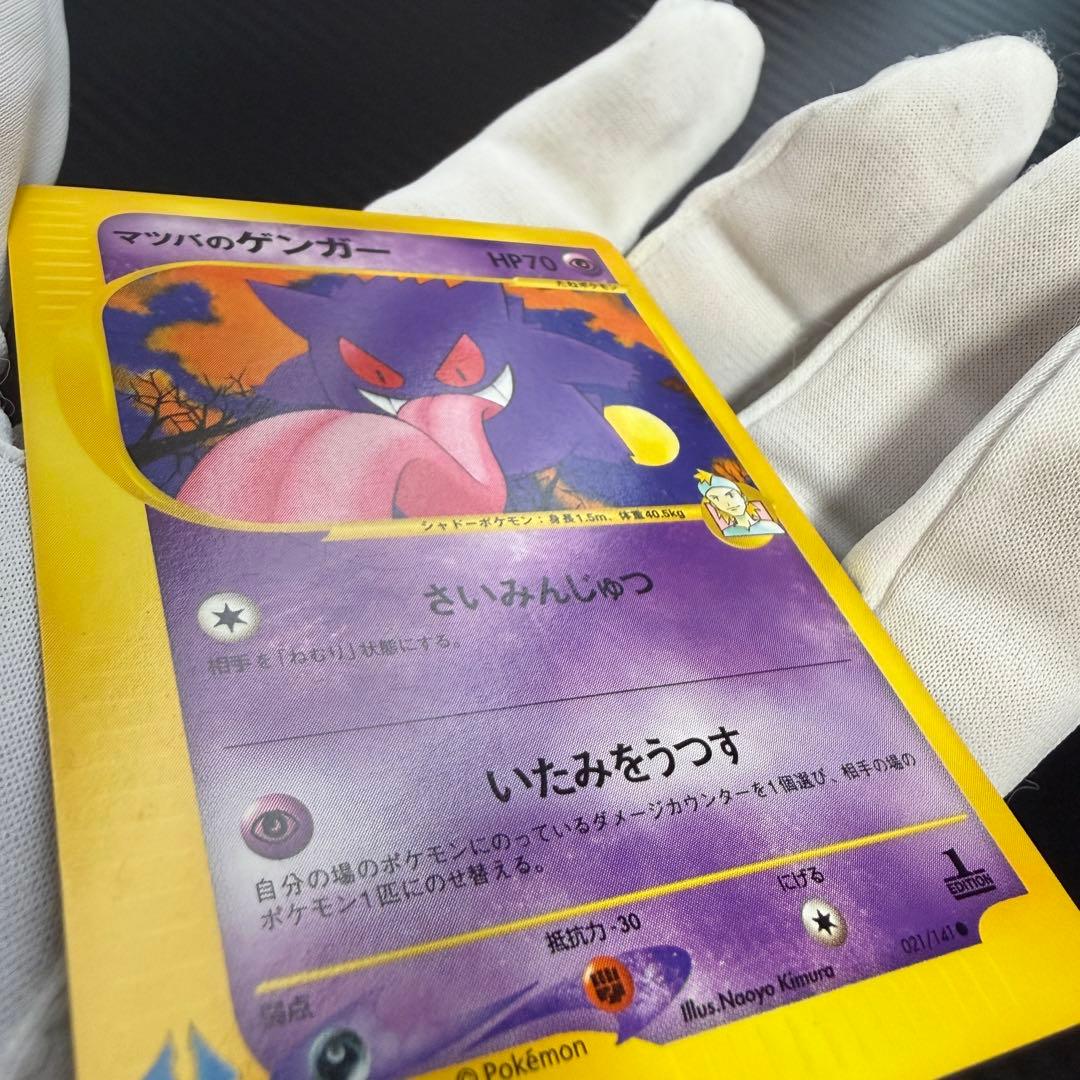 マツバのゲンガー HP70
たねポケモン
シャドーポケモン：身長1.5m、体重40.5kg
さいみんじゅつ
相手を「ねむり」状態にする。
いたみをうつす
自分の場のポケモンにのっているダメージカウンターを1個選び、相手の場の
ポケモン1匹にのせ替える。
弱点 抵抗力 -30 にげる
1
EDITION
021/141
Illus. Naoyo Kimura
© Pokémon